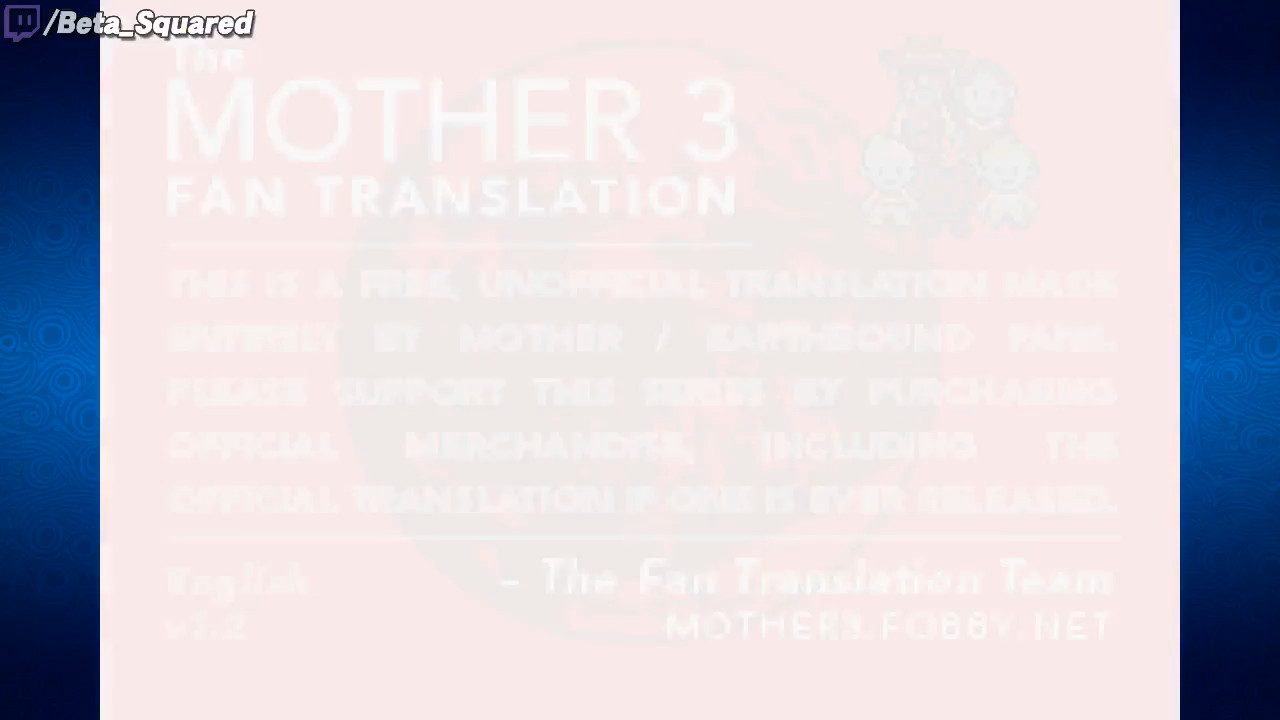 /Beta_Squared
The
MOTHER 3
FAN TRANSLATION
THIS IS A FREE, UNOFFICIAL TRANSLATION MADE
ENTIRELY BY MOTHER / EARTHBOUND FANS.
PLEASE SUPPORT THIS SERIES BY PURCHASING
OFFICIAL MERCHANDISE, INCLUDING THE
OFFICIAL TRANSLATION IF ONE IS EVER RELEASED.
English
v1.2
– The Fan Translation Team
MOTHER3.FOBBY.NET